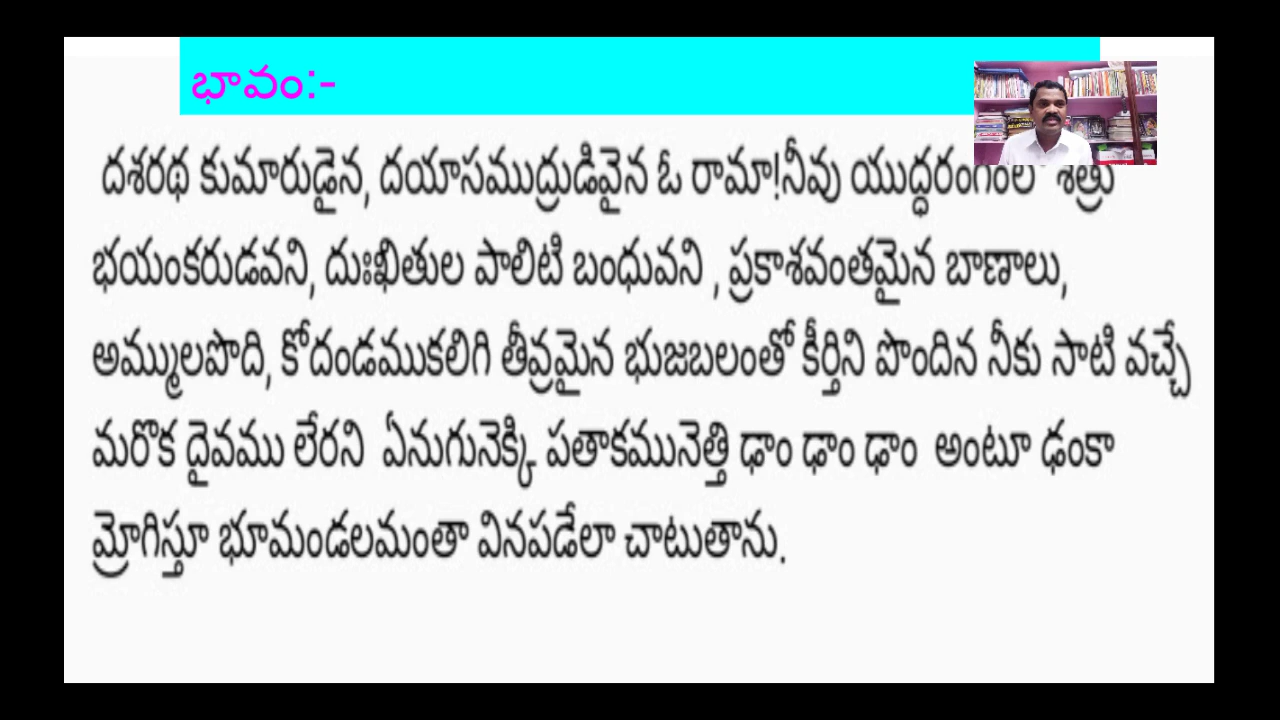 భావం:-
దశరథ కుమారుడైన, దయాసముద్రుడివైన ఓ రామా!నీవు యుద్ధరంగంలో శత్రు
భయంకరుడవని, దుఃఖితుల పాలిటి బంధువని , ప్రకాశవంతమైన బాణాలు,
అమ్ములపొది, కోదండముకలిగి తీవ్రమైన భుజబలంతో కీర్తిని పొందిన నీకు సాటి వచ్చే
మరొక దైవము లేరని ఏనుగునెక్కి పతాకమునెత్తి ఢాం ఢాం ఢాం అంటూ ఢంకా
మ్రోగిస్తూ భూమండలమంతా వినపడేలా చాటుతాను.